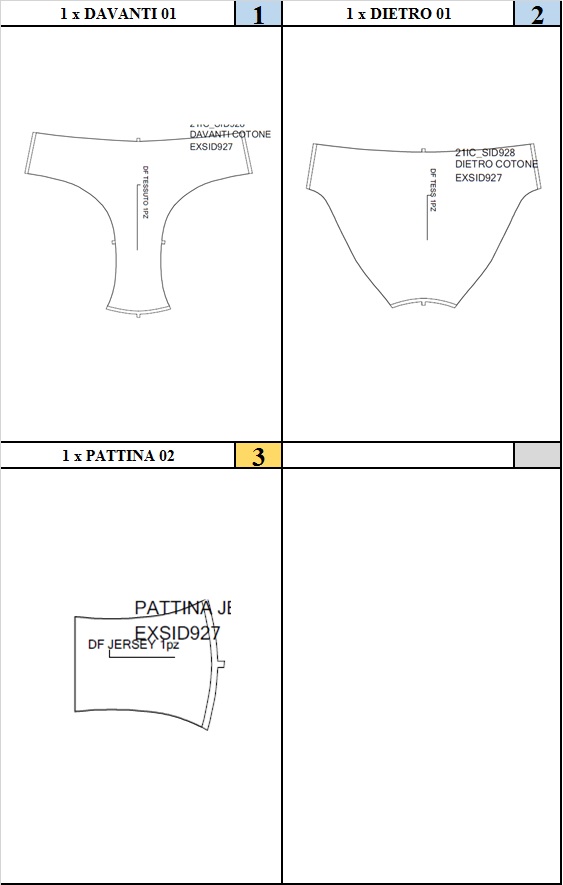 1 x DAVANTI 01
1
1 x DIETRO 01
2
21IC_SID928
DAVANTI COTONE
EXSID927
DF TESSUTO 1PZ
21IC_SID928
DIETRO COTONE
EXSID927
DF TESS 1PZ
1 x PATTINA 02
3
PATTINA JE
EXSID927
DF JERSEY 1pz